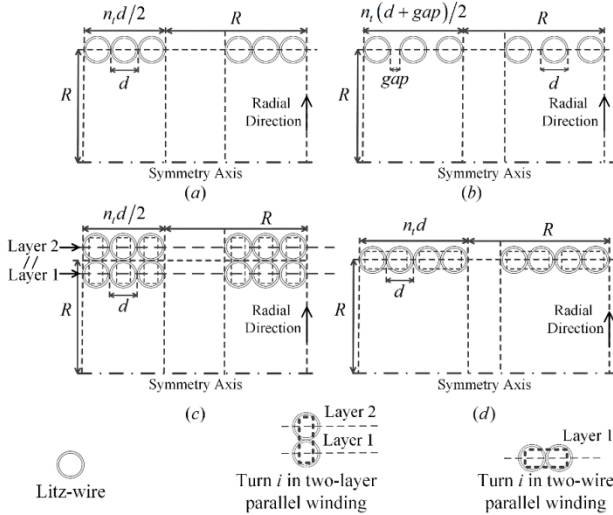 n_t d/2
R
R
d
Radial
Direction
Symmetry Axis
(a)
n_t(d + gap)/2
R
R
gap
d
Radial
Direction
Symmetry Axis
(b)
n_t d/2
R
Layer 2
//
Layer 1
R
d
Radial
Direction
Symmetry Axis
(c)
n_t d
R
R
d
Radial
Direction
Symmetry Axis
(d)
Litz-wire
Layer 2
Layer 1
Turn i in two-layer
parallel winding
Layer 1
Turn i in two-wire
parallel winding